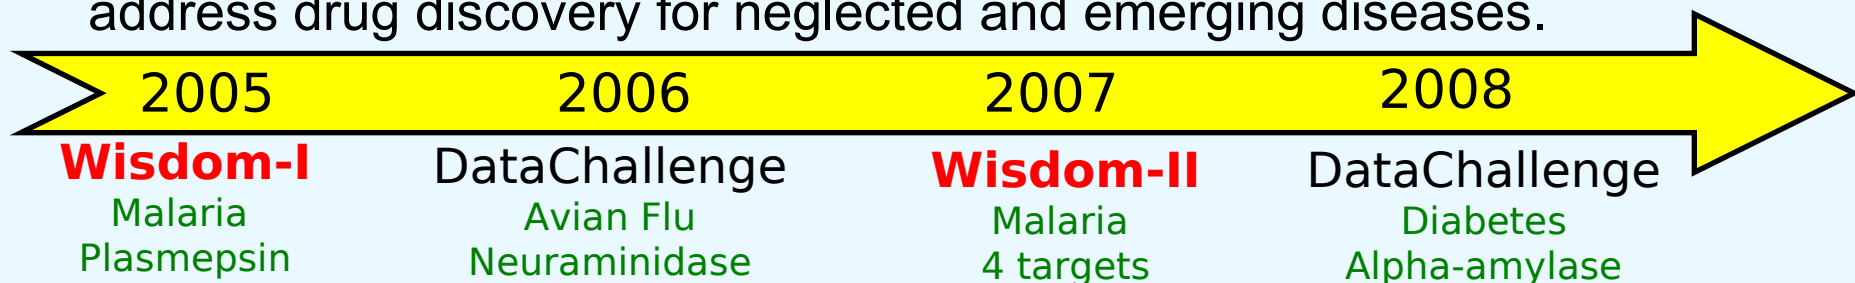 address drug discovery for neglected and emerging diseases.
2005 2006 2007 2008
Wisdom-I DataChallenge Wisdom-II DataChallenge
Malaria Avian Flu Malaria Diabetes
Plasmepsin Neuraminidase 4 targets Alpha-amylase